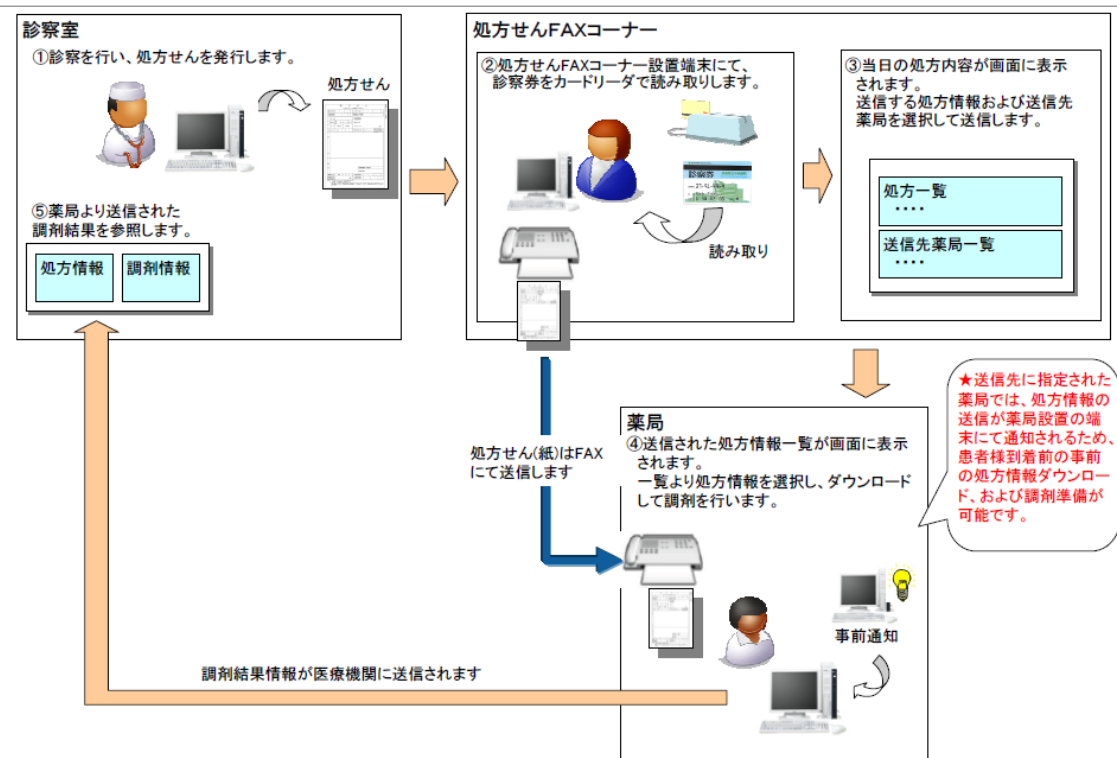 診察室
①診察を行い、処方せんを発行します。
処方せん
⑤薬局より送信された
調剤結果を参照します。
処方情報
調剤情報
処方せんFAXコーナー
②処方せんFAXコーナー設置端末にて、
診察券をカードリーダで読み取りします。
診察券
読み取り
③当日の処方内容が画面に表示
されます。
送信する処方情報および送信先
薬局を選択して送信します。
処方一覧
････
送信先薬局一覧
････
処方せん(紙)はFAX
にて送信します
薬局
④送信された処方情報一覧が画面に表示
されます。
一覧より処方情報を選択し、ダウンロード
して調剤を行います。
事前通知
★送信先に指定された
薬局では、処方情報の
送信が薬局設置の端
末にて通知されるため、
患者様到着前の事前
の処方情報ダウンロー
ド、および調剤準備が
可能です。
調剤結果情報が医療機関に送信されます